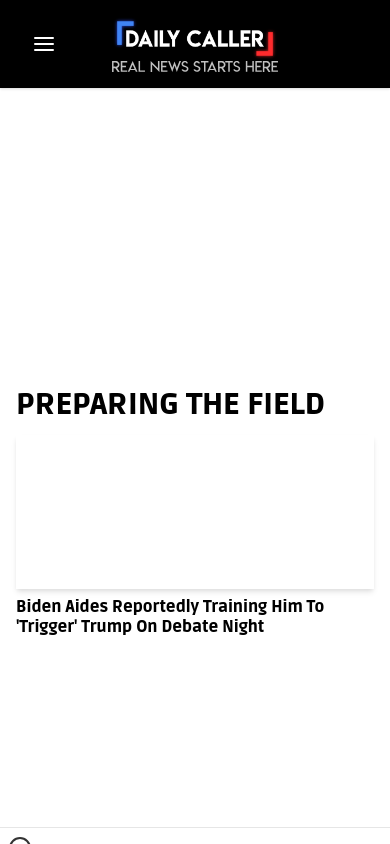 DAILY CALLER
REAL NEWS STARTS HERE
PREPARING THE FIELD
Biden Aides Reportedly Training Him To
'Trigger' Trump On Debate Night